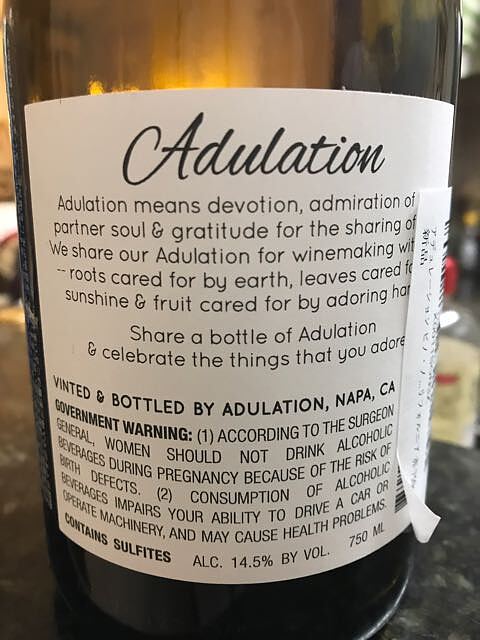 Adulation
Adulation means devotion, admiration of
partner soul & gratitude for the sharing of
We share our Adulation for winemaking
-- roots cared for by earth, leaves cared
sunshine & fruit cared for by adoring
Share a bottle of Adulation
& celebrate the things that you adore
VINTED & BOTTLED BY ADULATION, NAPA, CA
GOVERNMENT WARNING: (1) ACCORDING TO THE SURGEON
GENERAL, WOMEN SHOULD NOT DRINK ALCOHOLIC
BEVERAGES DURING PREGNANCY BECAUSE OF THE RISK OF
BIRTH DEFECTS. (2) CONSUMPTION OF ALCOHOLIC
BEVERAGES IMPAIRS YOUR ABILITY TO DRIVE A CAR OR
OPERATE MACHINERY, AND MAY CAUSE HEALTH PROBLEMS.
CONTAINS SULFITES ALC. 14.5% BY VOL. 750 ML